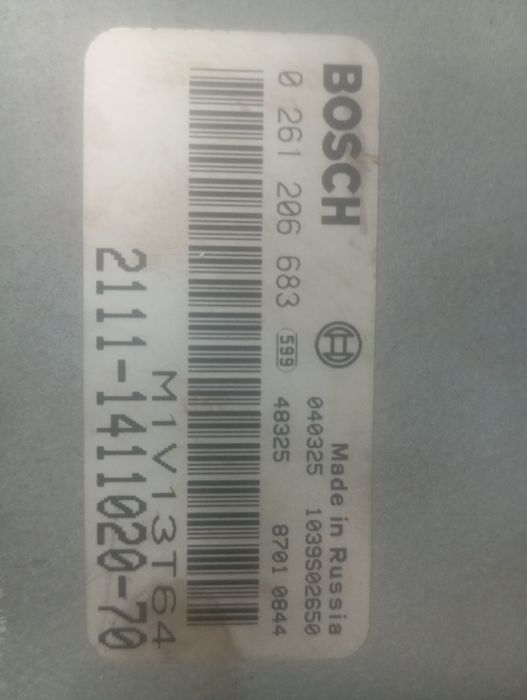 BOSCH
Made in Russia
040325 1039S02650
0 261 206 683 599 48325 8701 0844
M1V13T64
2111-1411020-70